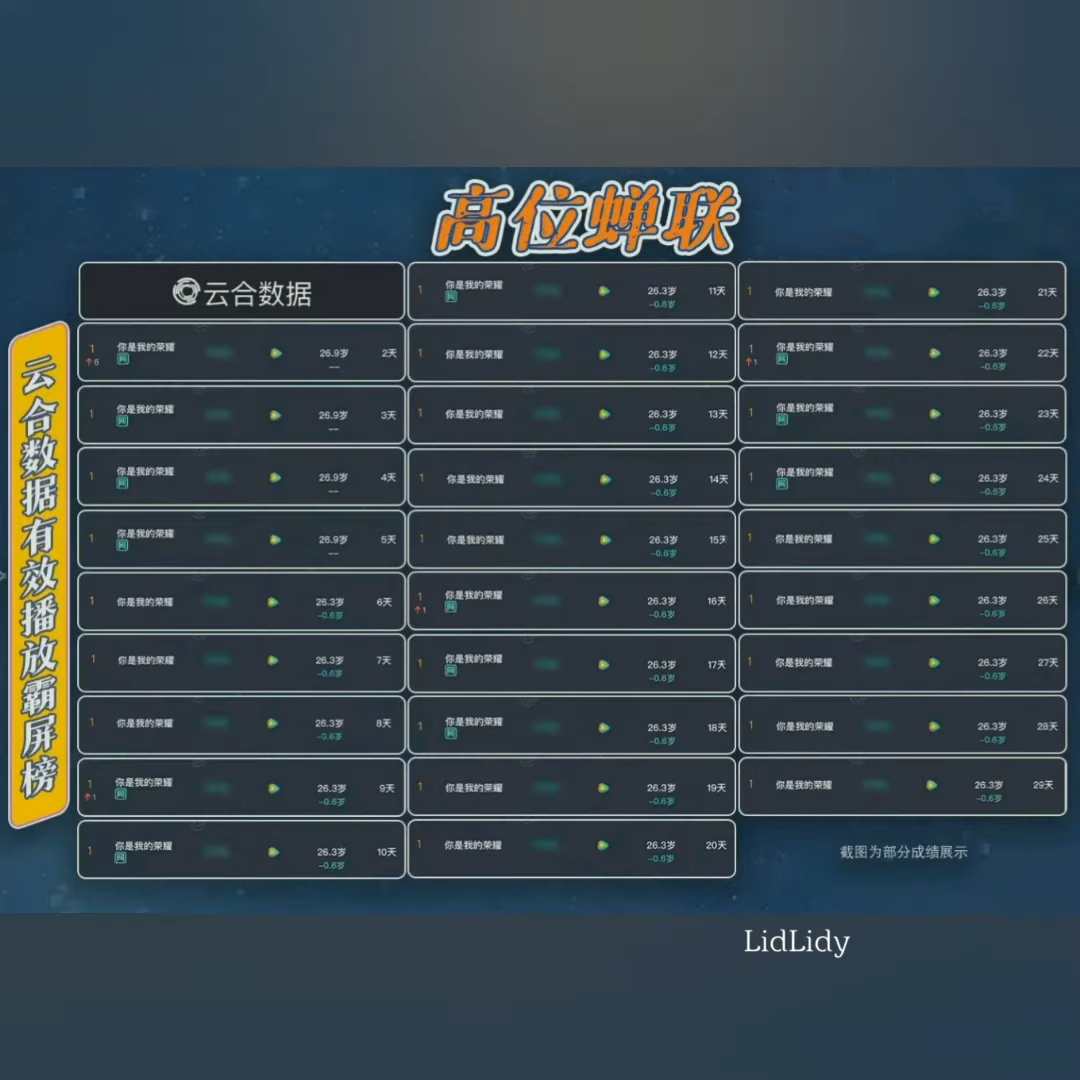 高位蝉联
云合数据有效播放霸屏榜
云合数据
1 你是我的荣耀 26.9岁 2天
↑6 网 --
1 你是我的荣耀 26.9岁 3天
网 --
1 你是我的荣耀 26.9岁 4天
网 --
1 你是我的荣耀 26.9岁 5天
网 --
1 你是我的荣耀 26.3岁 6天
-0.6岁
1 你是我的荣耀 26.3岁 7天
-0.6岁
1 你是我的荣耀 26.3岁 8天
-0.6岁
1 你是我的荣耀 26.3岁 9天
↑1 网 -0.6岁
1 你是我的荣耀 26.3岁 10天
网 -0.6岁
1 你是我的荣耀 26.3岁 11天
网 -0.6岁
1 你是我的荣耀 26.3岁 12天
-0.6岁
1 你是我的荣耀 26.3岁 13天
-0.6岁
1 你是我的荣耀 26.3岁 14天
-0.6岁
1 你是我的荣耀 26.3岁 15天
-0.6岁
1 你是我的荣耀 26.3岁 16天
↑1 网 -0.6岁
1 你是我的荣耀 26.3岁 17天
网 -0.6岁
1 你是我的荣耀 26.3岁 18天
网 -0.6岁
1 你是我的荣耀 26.3岁 19天
-0.6岁
1 你是我的荣耀 26.3岁 20天
-0.6岁
1 你是我的荣耀 26.3岁 21天
-0.6岁
1 你是我的荣耀 26.3岁 22天
↑1 网 -0.6岁
1 你是我的荣耀 26.3岁 23天
网 -0.6岁
1 你是我的荣耀 26.3岁 24天
网 -0.6岁
1 你是我的荣耀 26.3岁 25天
-0.6岁
1 你是我的荣耀 26.3岁 26天
-0.6岁
1 你是我的荣耀 26.3岁 27天
-0.6岁
1 你是我的荣耀 26.3岁 28天
-0.6岁
1 你是我的荣耀 26.3岁 29天
-0.6岁
截图为部分成绩展示
LidLidy